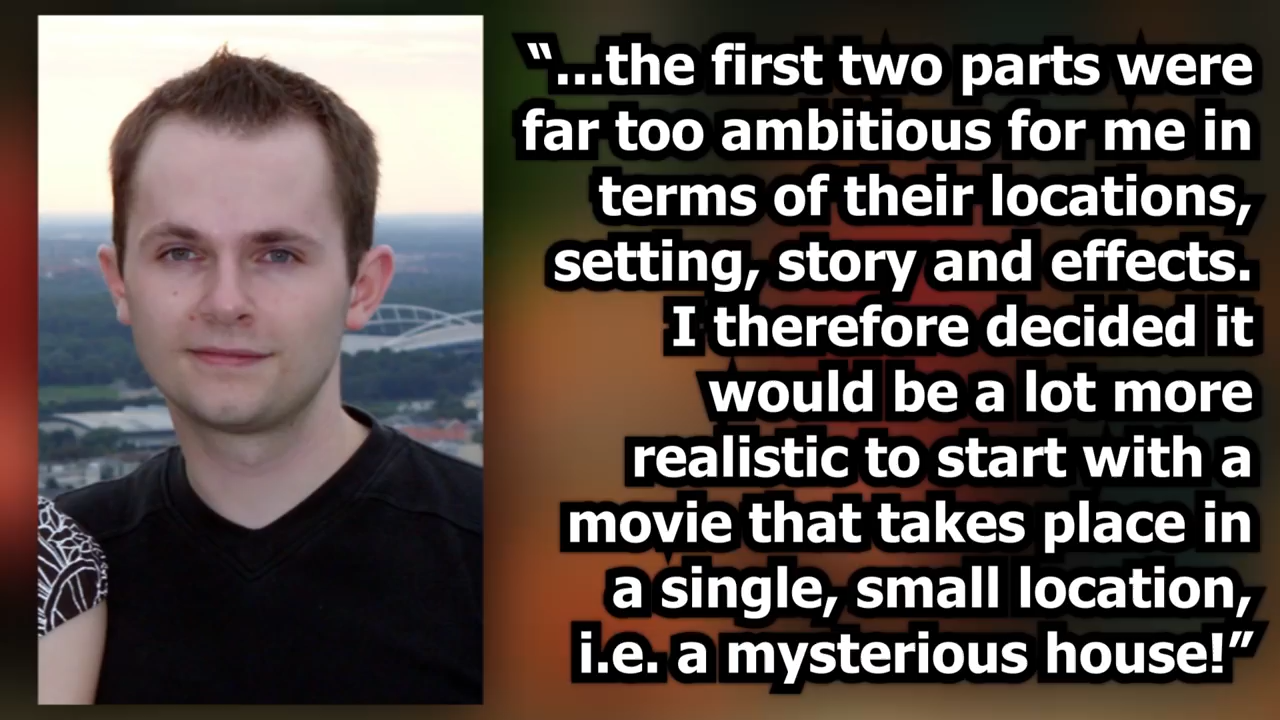 “...the first two parts were
far too ambitious for me in
terms of their locations,
setting, story and effects.
I therefore decided it
would be a lot more
realistic to start with a
movie that takes place in
a single, small location,
i.e. a mysterious house!”